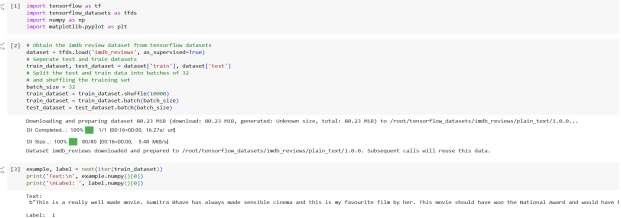 [1] import tensorflow as tf
import tensorflow_datasets as tfds
import numpy as np
import matplotlib.pyplot as plt
[2] # Obtain the imdb review dataset from tensorflow datasets
dataset = tfds.load('imdb_reviews', as_supervised=True)
# Seperate test and train datasets
train_dataset, test_dataset = dataset['train'], dataset['test']
# Split the test and train data into batches of 32
# and shuffling the training set
batch_size = 32
train_dataset = train_dataset.shuffle(10000)
train_dataset = train_dataset.batch(batch_size)
test_dataset = test_dataset.batch(batch_size)
Downloading and preparing dataset 80.23 MiB (download: 80.23 MiB, generated: Unknown size, total: 80.23 MiB) to /root/tensorflow_datasets/imdb_reviews/plain_text/1.0.0...
Dl Completed...: 100% 1/1 [00:16<00:00, 16.27s/ url]
Dl Size...: 100% 80/80 [00:16<00:00, MiB/s]
Dataset imdb_reviews downloaded and prepared to /root/tensorflow_datasets/imdb_reviews/plain_text/1.0.0. Subsequent calls will reuse this data.
[3] example, label = next(iter(train_dataset))
print('Text:\n', example.numpy()[0])
print('\nLabel: ', label.numpy()[0])
Text:
b"This is a really well made movie. Sumitra Bhave has always made sensible cinema and this is my favourite film by her. This movie should have won the National Award and would have
Label: 1